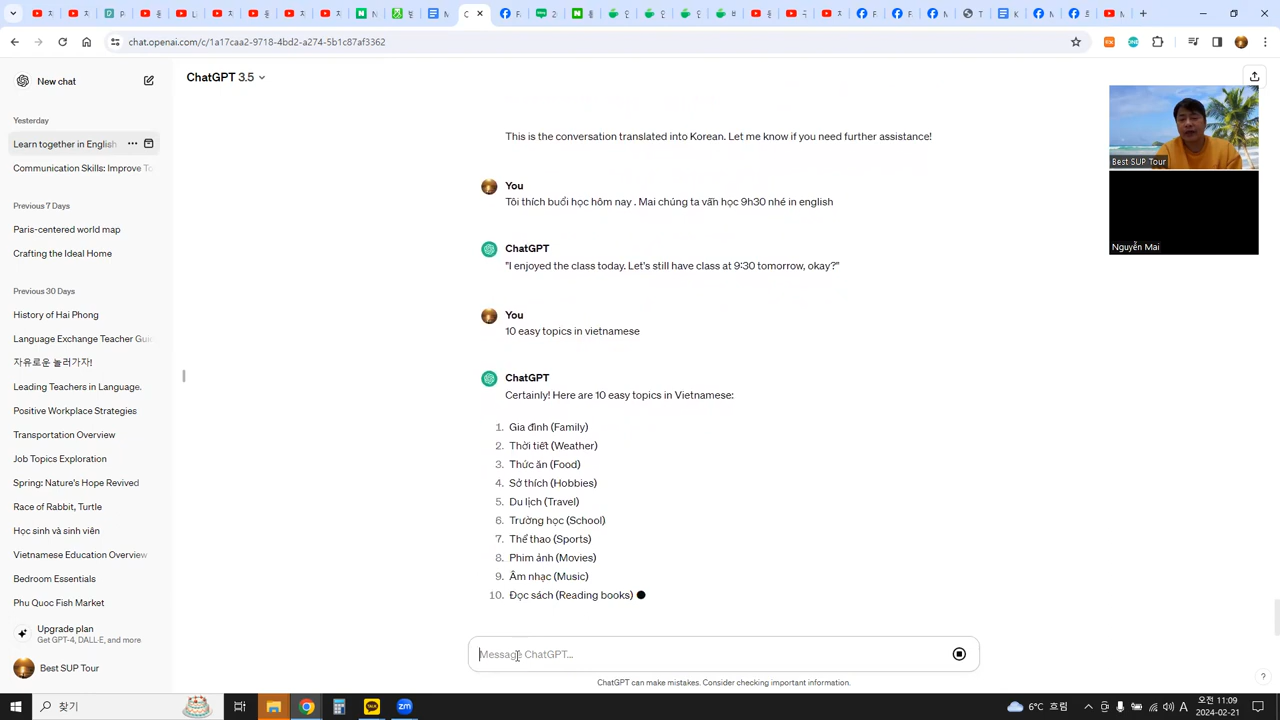 chat.openai.com/c/1a17caa2-9718-4bd2-a274-5b1c87af3362
New chat
ChatGPT 3.5
Yesterday
Learn together in English
Communication Skills: Improve To
Previous 7 Days
Paris-centered world map
Crafting the Ideal Home
Previous 30 Days
History of Hai Phong
Language Exchange Teacher Gui
자유로운 놀러가자!
Leading Teachers in Language.
Positive Workplace Strategies
Transportation Overview
Job Topics Exploration
Spring: Nature's Hope Revived
Race of Rabbit, Turtle
Học sinh và sinh viên
Vietnamese Education Overview
Bedroom Essentials
Phu Quoc Fish Market
Upgrade plan
Get GPT-4, DALL·E, and more
Best SUP Tour
This is the conversation translated into Korean. Let me know if you need further assistance!
You
Tôi thích buổi học hôm nay . Mai chúng ta vẫn học 9h30 nhé in english
ChatGPT
"I enjoyed the class today. Let's still have class at 9:30 tomorrow, okay?"
You
10 easy topics in vietnamese
ChatGPT
Certainly! Here are 10 easy topics in Vietnamese:
1. Gia đình (Family)
2. Thời tiết (Weather)
3. Thức ăn (Food)
4. Sở thích (Hobbies)
5. Du lịch (Travel)
6. Trường học (School)
7. Thể thao (Sports)
8. Phim ảnh (Movies)
9. Âm nhạc (Music)
10. Đọc sách (Reading books)
Message ChatGPT...
ChatGPT can make mistakes. Consider checking important information.
?
Best SUP Tour
Nguyễn Mai
찾기
6°C 흐림
A
오전 11:09
2024-02-21